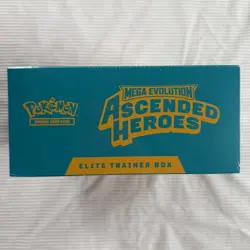 POKÉMON
TRADING CARD GAME
MEGA EVOLUTION
ASCENDED
HEROES
ELITE TRAINER BOX